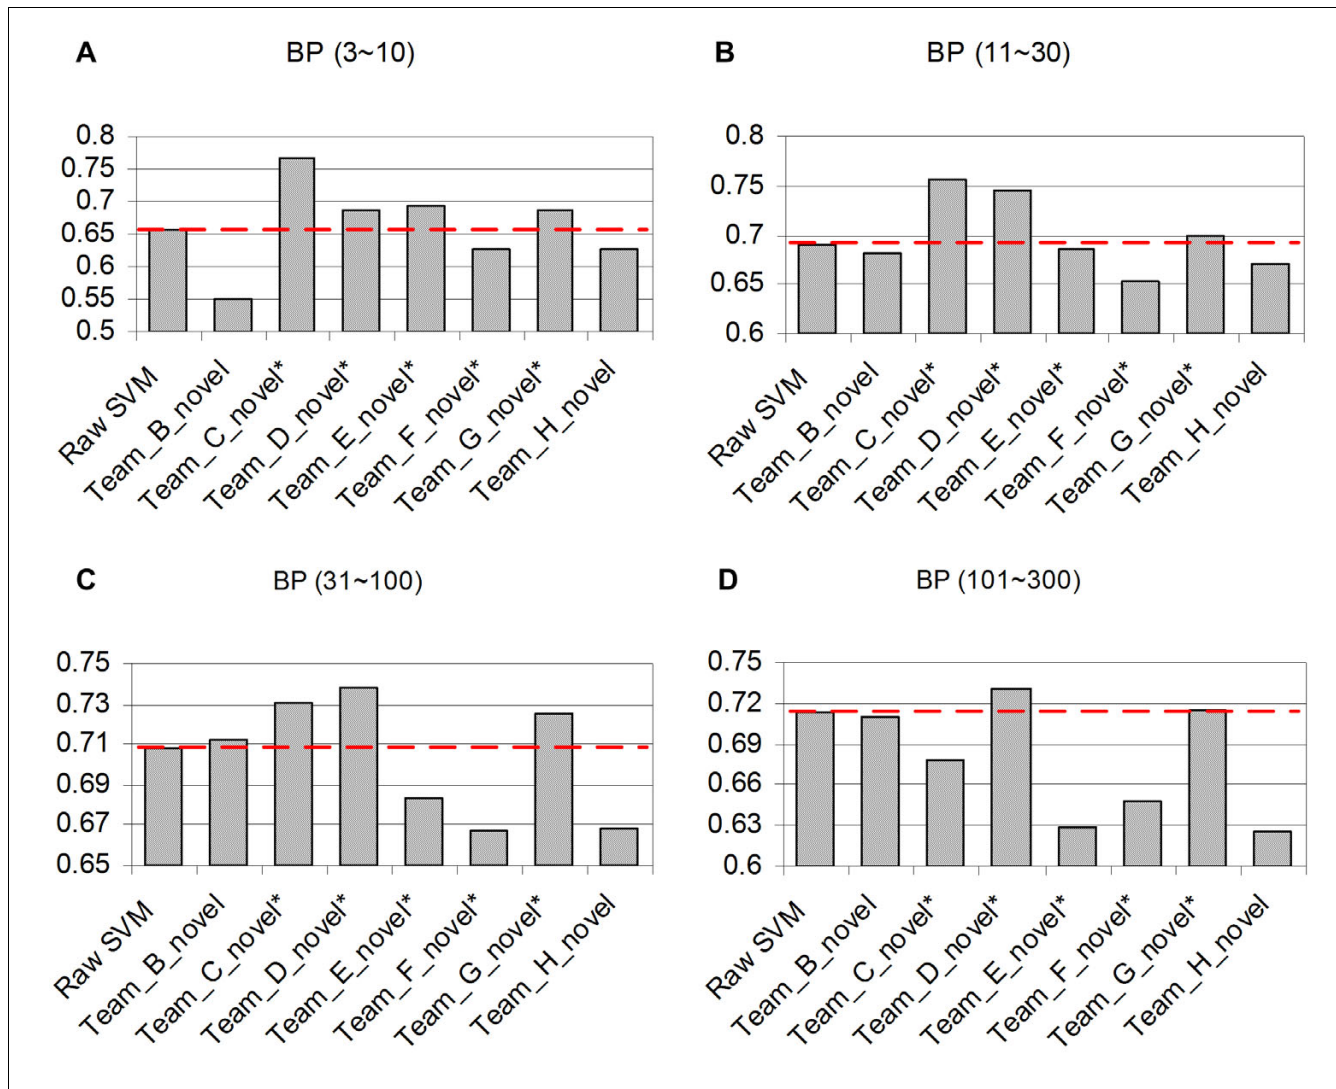 A BP (3~10)
0.8
0.75
0.7
0.65
0.6
0.55
0.5
Raw SVM
Team_B_novel
Team_C_novel*
Team_D_novel*
Team_E_novel*
Team_F_novel*
Team_G_novel*
Team_H_novel
B BP (11~30)
0.8
0.75
0.7
0.65
0.6
Raw SVM
Team_B_novel
Team_C_novel*
Team_D_novel*
Team_E_novel*
Team_F_novel*
Team_G_novel*
Team_H_novel
C BP (31~100)
0.75
0.73
0.71
0.69
0.67
0.65
Raw SVM
Team_B_novel
Team_C_novel*
Team_D_novel*
Team_E_novel*
Team_F_novel*
Team_G_novel*
Team_H_novel
D BP (101~300)
0.75
0.72
0.69
0.66
0.63
0.6
Raw SVM
Team_B_novel
Team_C_novel*
Team_D_novel*
Team_E_novel*
Team_F_novel*
Team_G_novel*
Team_H_novel